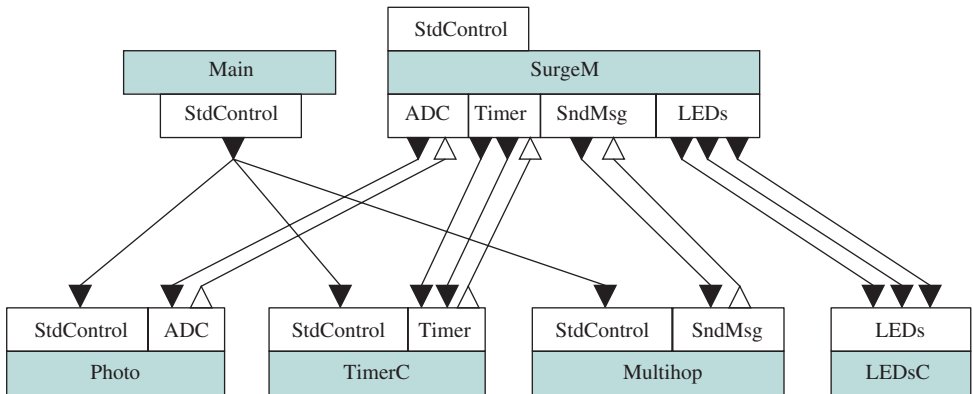 StdControl
Main
SurgeM
StdControl
ADC Timer SndMsg LEDs
StdControl ADC StdControl Timer StdControl SndMsg LEDs
Photo TimerC Multihop LEDsC